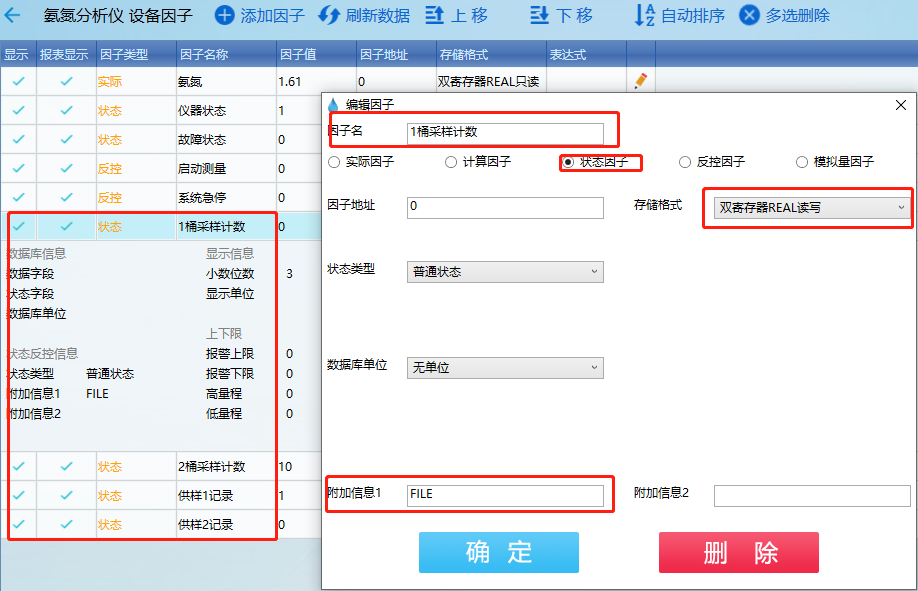 氨氮分析仪 设备因子 添加因子 刷新数据 上 移 下 移 自动排序 多选删除
显示 报表显示 因子类型 因子名称 因子值 因子地址 存储格式 表达式
实际 氨氮 1.61 0 双寄存器REAL只读
状态 仪器状态 1
状态 故障状态 0
反控 启动测量 0
反控 系统急停 0
状态 1桶采样计数 0
数据库信息 显示信息
数据字段 小数位数 3
状态字段 显示单位
数据库单位
上下限
状态反控信息 报警上限 0
状态类型 普通状态 报警下限 0
附加信息1 FILE 高量程 0
附加信息2 低量程 0
状态 2桶采样计数 10
状态 供样1记录 1
状态 供样2记录 0
编辑因子
因子名 1桶采样计数
实际因子 计算因子 状态因子 反控因子 模拟量因子
因子地址 0 存储格式 双寄存器REAL读写
状态类型 普通状态
数据库单位 无单位
附加信息1 FILE 附加信息2
确 定 删 除